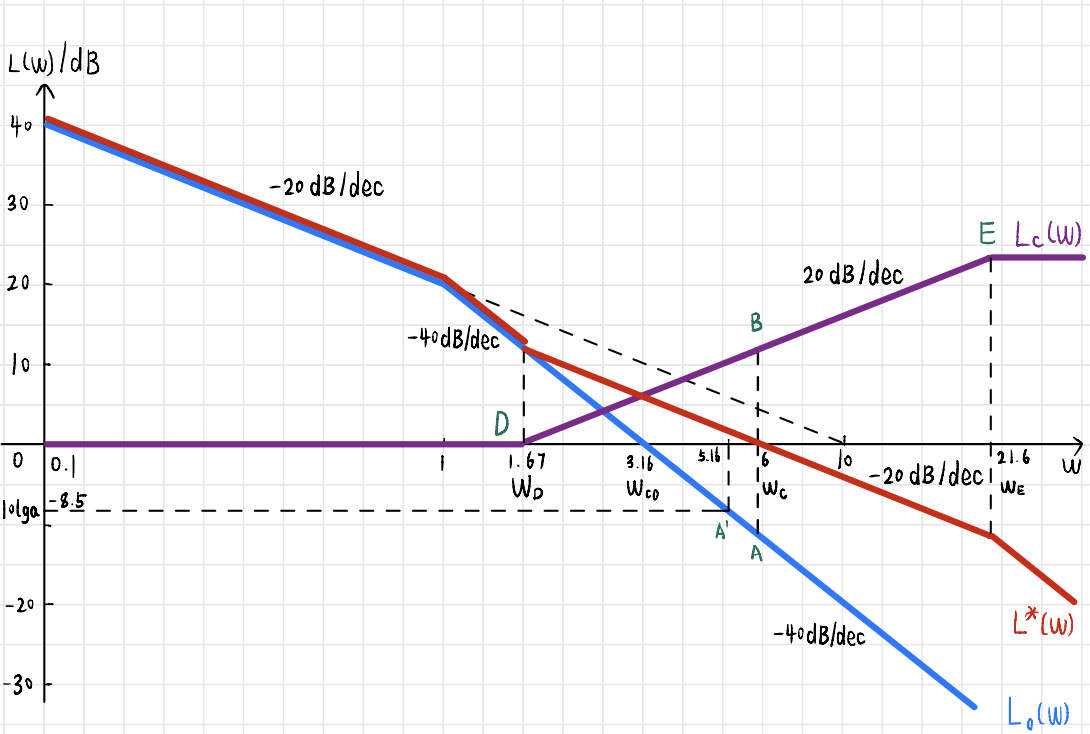 L(W)/dB
40
-20 dB/dec
30
E Lc(W)
20
20 dB/dec
B
-40dB/dec
10
D
0 0.1 1 1.67 3.16 5.16 6 10 21.6 W
WD WC0 WC -20 dB/dec WE
10lga -8.5
A'
A
-20
L*(W)
-40dB/dec
-30
L0(W)